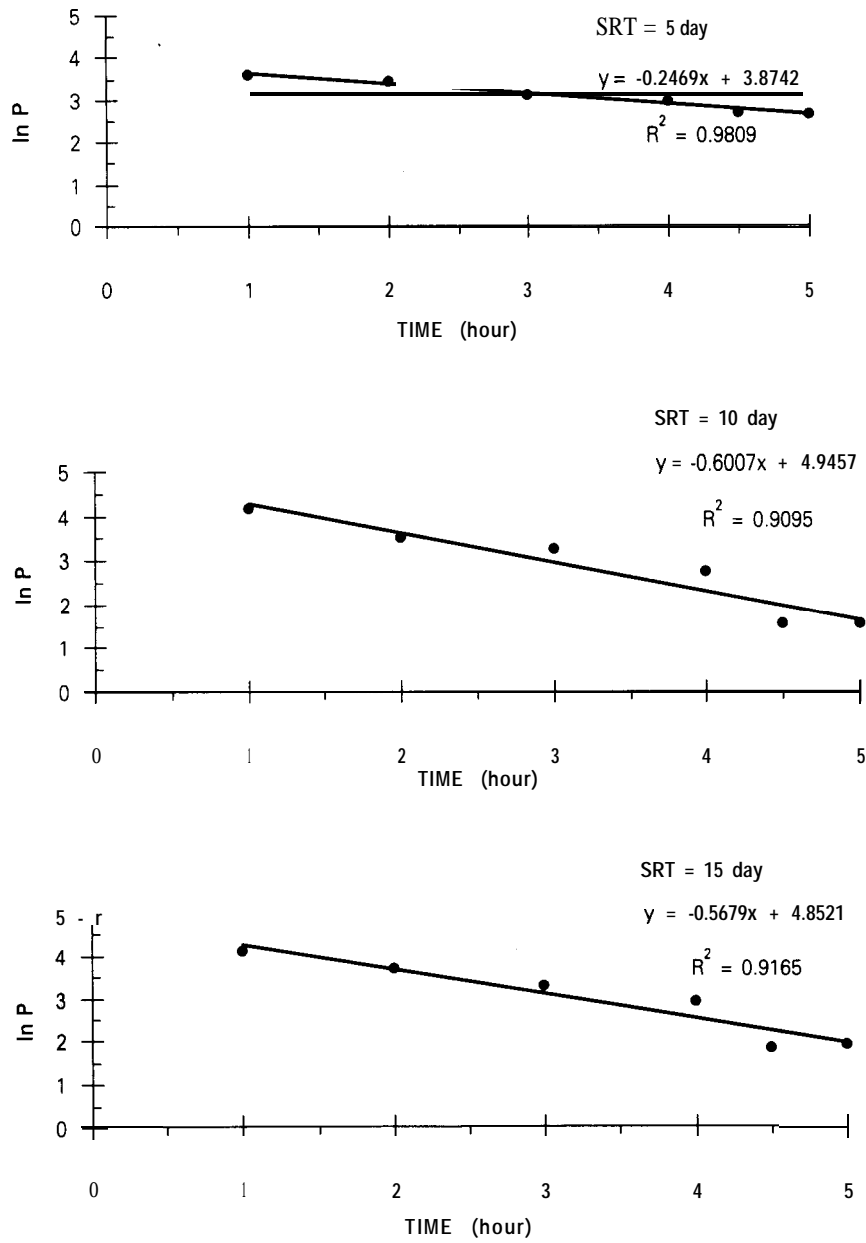 SRT = 5 day
y = -0.2469x + 3.8742
R² = 0.9809
ln P
5
4
3
2
1
0
0 1 2 3 4 5
TIME (hour)
SRT = 10 day
y = -0.6007x + 4.9457
R² = 0.9095
ln P
5
4
3
2
1
0
0 1 2 3 4 5
TIME (hour)
SRT = 15 day
y = -0.5679x + 4.8521
R² = 0.9165
ln P
5 - r
4
3
2
1
0
0 1 2 3 4 5
TIME (hour)